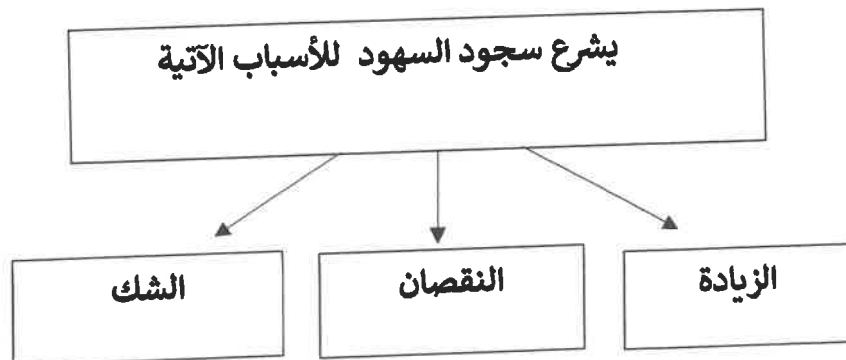 يشرع سجود السهود للأسباب الآتية
الزيادة
النقصان
الشك